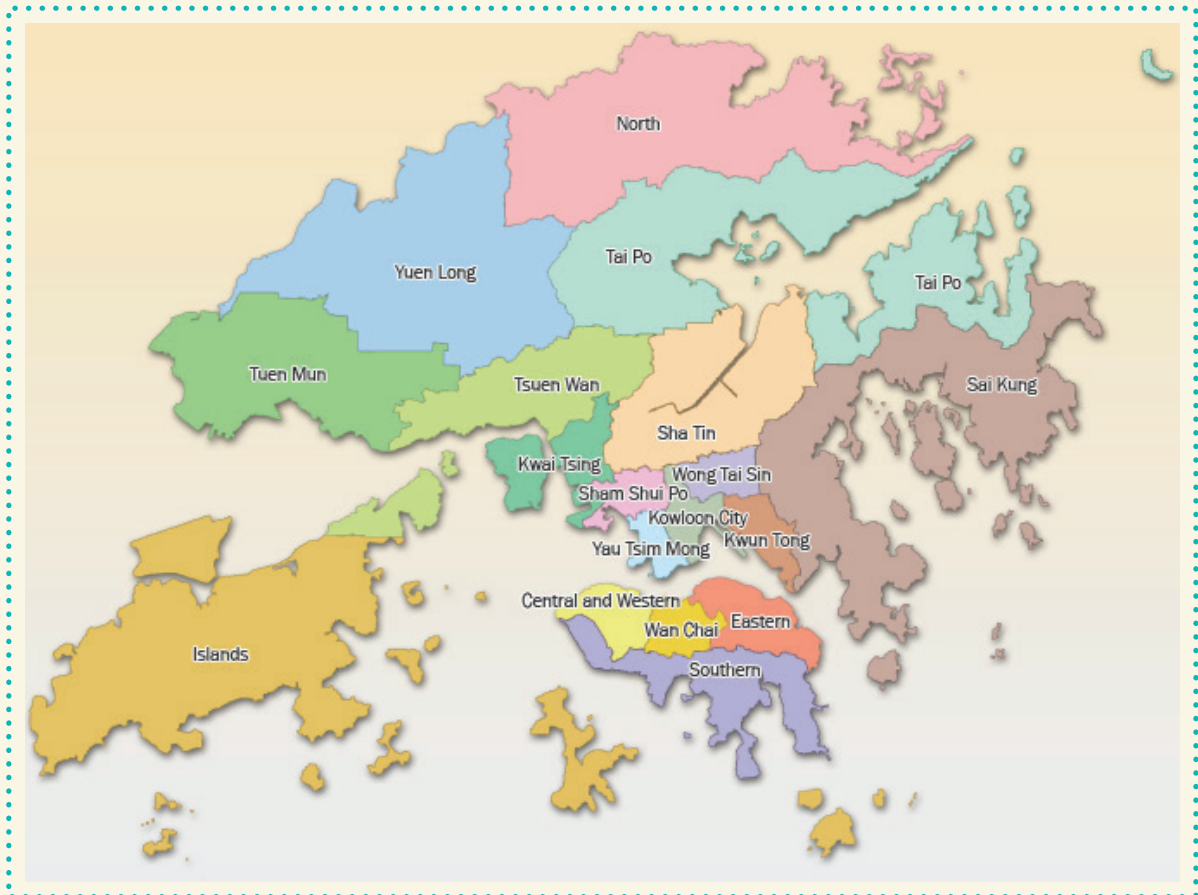 North
Tai Po
Yuen Long
Tai Po
Tuen Mun
Tsuen Wan
Sai Kung
Sha Tin
Kwai Tsing
Wong Tai Sin
Sham Shui Po
Kowloon City
Kwun Tong
Yau Tsim Mong
Central and Western
Eastern
Wan Chai
Islands
Southern